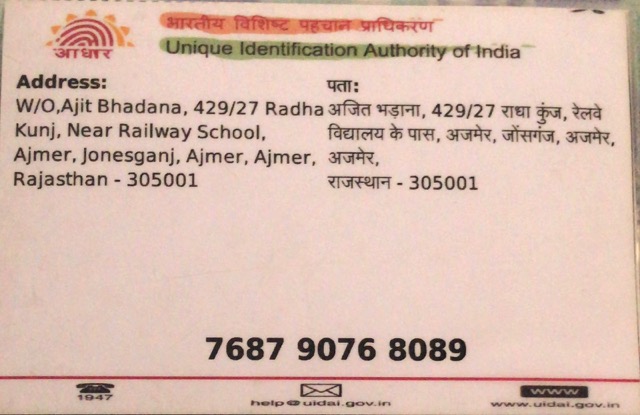 भारतीय विशिष्ट पहचान प्राधिकरण
आधार
Unique Identification Authority of India
Address:
W/O,Ajit Bhadana, 429/27 Radha
Kunj, Near Railway School,
Ajmer, Jonesganj, Ajmer, Ajmer,
Rajasthan - 305001
पता:
अजित भड़ाना, 429/27 राधा कुंज, रेलवे
विद्यालय के पास, अजमेर, जोंसगंज, अजमेर,
अजमेर,
राजस्थान - 305001
7687 9076 8089
1947
help@uidai.gov.in
www
www.uidai.gov.in